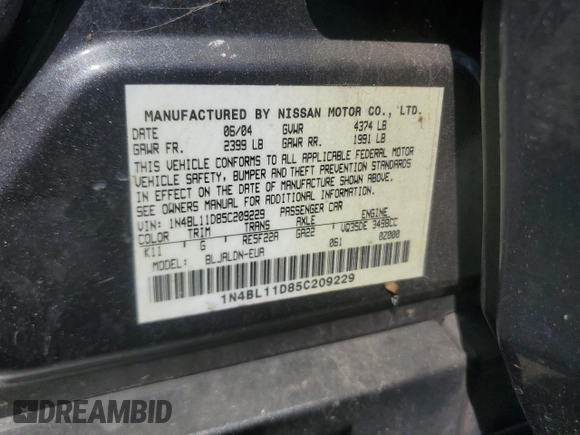 MANUFACTURED BY NISSAN MOTOR CO., LTD.
DATE 06/04 GVWR 4374 LB
GAWR FR. 2399 LB GAWR RR. 1991 LB
THIS VEHICLE CONFORMS TO ALL APPLICABLE FEDERAL MOTOR
VEHICLE SAFETY, BUMPER AND THEFT PREVENTION STANDARDS
IN EFFECT ON THE DATE OF MANUFACTURE SHOWN ABOVE.
SEE OWNERS MANUAL FOR ADDITIONAL INFORMATION.
VIN: 1N4BL11D85C209229 PASSENGER CAR
COLOR TRIM TRANS AXLE ENGINE
K11 G RE5F22A GA22 VQ35DE 3498CC
MODEL: BLJALDN-EUA 061 02000
1N4BL11D85C209229
DREAMBID